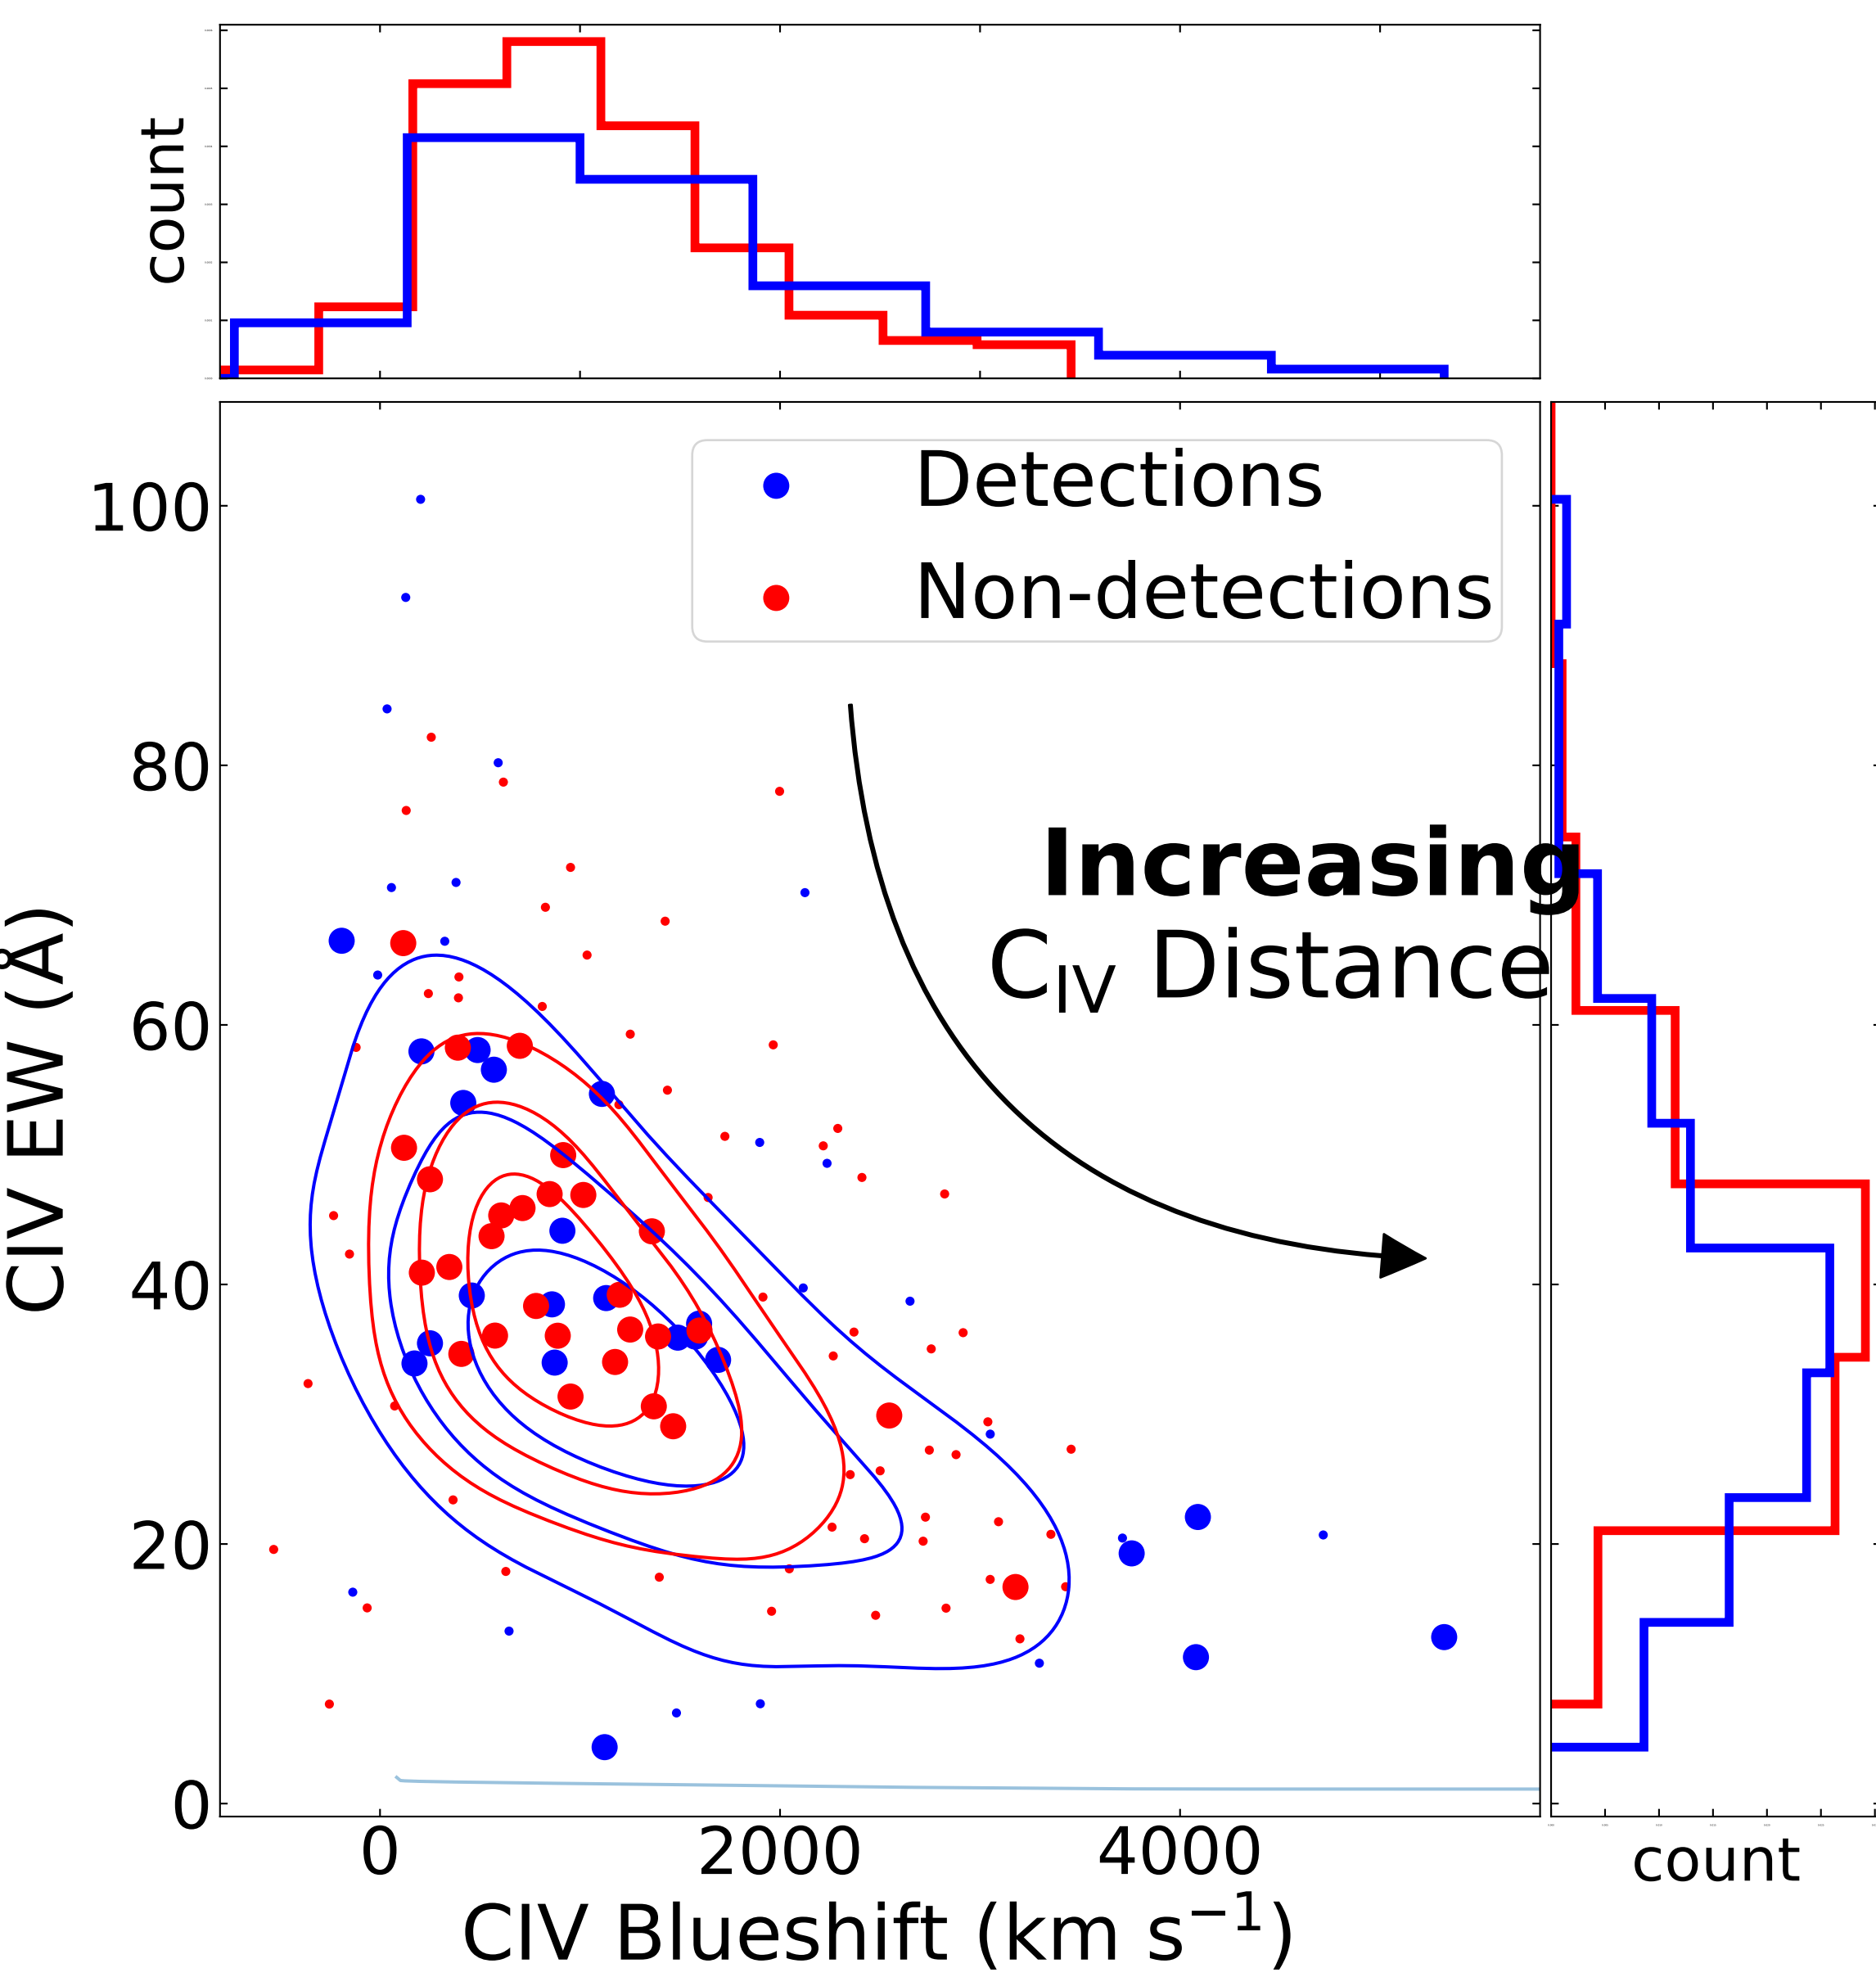 count
100
80
60
40
20
0
CIV EW (Å)
Detections
Non-detections
Increasing
C_IV Distance
0
2000
4000
CIV Blueshift (km s⁻¹)
count